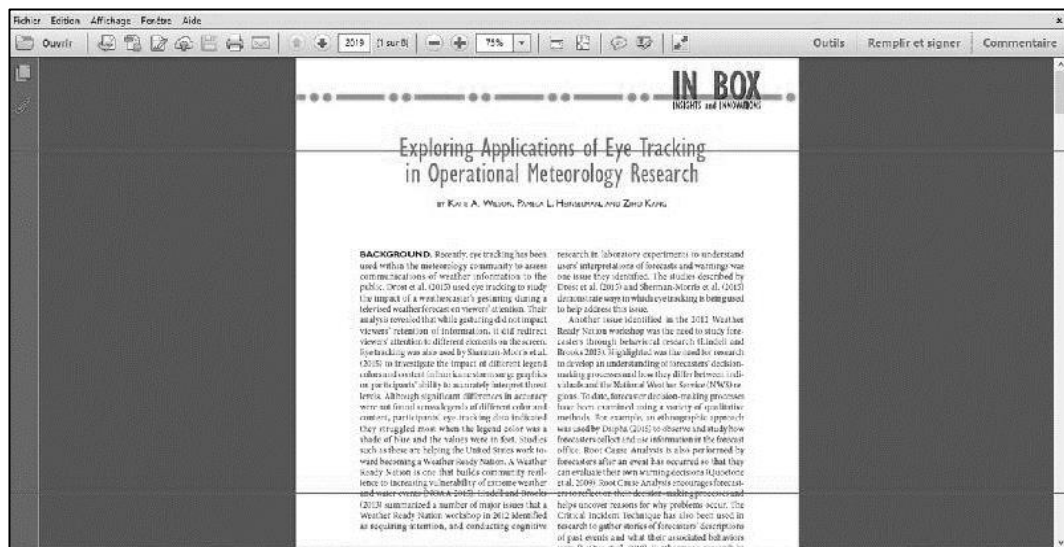 Fichier Edition Affichage Fenêtre Aide
Ouvrir 2019 (1 sur 8) 75% Outils Remplir et signer Commentaire
IN BOX
INSIGHTS and INNOVATIONS
Exploring Applications of Eye Tracking
in Operational Meteorology Research
BY KATIE A. WILSON, PAMELA L. HEINSELMAN, AND ZIHO KANG
BACKGROUND. Recently, eye tracking has been
used within the meteorology community to assess
communications of weather information to the
public. Drost et al. (2015) used eye tracking to study
the impact of a weathercaster's gesturing during a
televised weather forecast on viewers' attention. Their
analysis revealed that while gesturing did not impact
viewers' retention of information, it did redirect
viewers' attention to different elements on the screen.
Eye tracking was also used by Sherman-Morris et al.
(2015) to investigate the impact of different legend
colors and content in hurricane storm surge graphics
on participants' ability to accurately interpret threat
levels. Although significant differences in accuracy
were not found across legends of different color and
content, participants' eye-tracking data indicated
they struggled most when the legend color was a
shade of blue and the values were in feet. Studies
such as these are helping the United States work to-
ward becoming a Weather Ready Nation. A Weather
Ready Nation is one that builds community resil-
ience to increasing vulnerability of extreme weather
and water events (NOAA 2015). Lindell and Brooks
(2013) summarized a number of major issues that a
Weather Ready Nation workshop in 2012 identified
as requiring attention, and conducting cognitive
research in laboratory experiments to understand
users' interpretations of forecasts and warnings was
one issue they identified. The studies described by
Drost et al. (2015) and Sherman-Morris et al. (2015)
demonstrate ways in which eye tracking is being used
to help address this issue.
Another issue identified in the 2012 Weather
Ready Nation workshop was the need to study fore-
casters through behavioral research (Lindell and
Brooks 2013). Highlighted was the need for research
to develop an understanding of forecasters' decision-
making processes and how they differ between indi-
viduals and the National Weather Service (NWS) re-
gions. To date, forecaster decision-making processes
have been examined using a variety of qualitative
methods. For example, an ethnographic approach
was used by Daipha (2015) to observe and study how
forecasters collect and use information in the forecast
office. Root Cause Analysis is also performed by
forecasters after an event has occurred so that they
can evaluate their own warning decisions (Quoetone
et al. 2009). Root Cause Analysis encourages forecast-
ers to reflect on their decision-making processes and
helps uncover reasons for why problems occur. The
Critical Incident Technique has also been used in
research to gather stories of forecasters' descriptions
of past events and what their associated behaviors